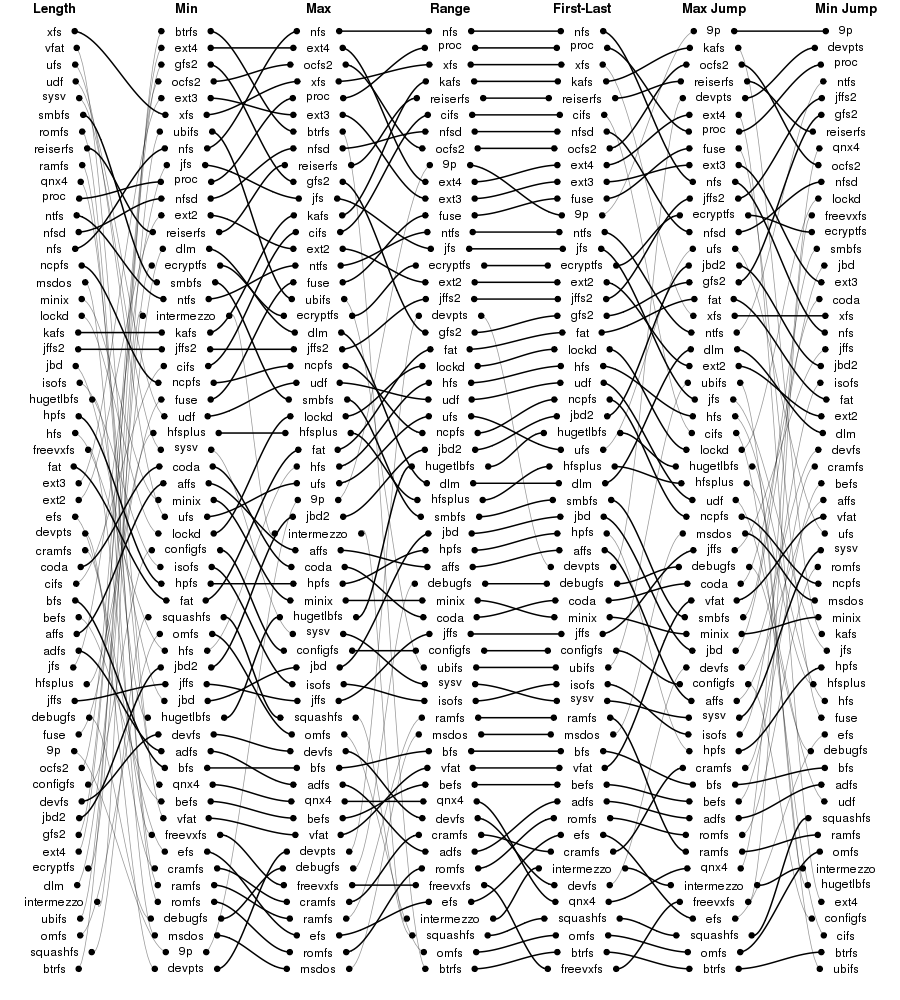 Length Min Max Range First-Last Max Jump Min Jump
xfs btrfs nfs nfs nfs 9p 9p
vfat ext4 ext4 proc proc kafs devpts
ufs gfs2 ocfs2 xfs xfs ocfs2 proc
udf ocfs2 xfs kafs kafs reiserfs ntfs
sysv ext3 proc reiserfs reiserfs devpts jffs2
smbfs xfs ext3 cifs cifs ext4 gfs2
romfs ubifs btrfs nfsd nfsd proc reiserfs
reiserfs nfs nfsd ocfs2 ocfs2 fuse qnx4
ramfs jfs reiserfs 9p ext4 ext3 ocfs2
qnx4 proc gfs2 ext4 ext3 nfs nfsd
proc nfsd jfs ext3 fuse jffs2 lockd
ntfs ext2 kafs fuse 9p ecryptfs freevxfs
nfsd reiserfs cifs ntfs ntfs nfsd ecryptfs
nfs dlm ext2 jfs jfs ufs smbfs
ncpfs ecryptfs ntfs ecryptfs ecryptfs jbd2 jbd
msdos smbfs fuse ext2 ext2 gfs2 ext3
minix ntfs ubifs jffs2 jffs2 fat coda
lockd intermezzo ecryptfs devpts gfs2 xfs xfs
kafs kafs dlm gfs2 fat ntfs nfs
jffs2 jffs2 jffs2 fat lockd dlm jffs
jbd cifs ncpfs lockd hfs ext2 jbd2
isofs ncpfs udf hfs udf ubifs isofs
hugetlbfs fuse smbfs udf ncpfs jfs fat
hpfs udf lockd ufs jbd2 hfs ext2
hfs hfsplus hfsplus ncpfs hugetlbfs cifs dlm
freevxfs sysv fat jbd2 ufs lockd devfs
fat coda hfs hugetlbfs hfsplus hugetlbfs cramfs
ext3 affs ufs dlm dlm hfsplus befs
ext2 minix 9p hfsplus smbfs udf affs
efs ufs jbd2 smbfs jbd ncpfs vfat
devpts lockd intermezzo jbd hpfs msdos ufs
cramfs configfs affs hpfs affs jffs sysv
coda isofs coda affs devpts debugfs romfs
cifs hpfs hpfs debugfs debugfs coda ncpfs
bfs fat minix minix coda vfat msdos
befs squashfs hugetlbfs coda minix smbfs minix
affs omfs sysv jffs jffs minix kafs
adfs hfs configfs configfs configfs jbd jfs
jfs jbd2 jbd ubifs ubifs devfs hpfs
hfsplus jffs isofs sysv isofs configfs hfsplus
jffs jbd jffs isofs sysv affs hfs
debugfs hugetlbfs squashfs ramfs ramfs sysv fuse
fuse devfs omfs msdos msdos isofs efs
9p adfs devfs bfs bfs hpfs debugfs
ocfs2 bfs bfs vfat vfat cramfs bfs
configfs qnx4 adfs befs befs bfs adfs
devfs befs qnx4 qnx4 adfs befs udf
jbd2 vfat befs devfs romfs adfs squashfs
gfs2 freevxfs vfat cramfs efs romfs ramfs
ext4 efs devpts adfs cramfs ramfs omfs
ecryptfs cramfs debugfs romfs intermezzo qnx4 intermezzo
dlm ramfs freevxfs freevxfs devfs intermezzo hugetlbfs
intermezzo romfs cramfs efs qnx4 freevxfs ext4
ubifs debugfs ramfs intermezzo squashfs efs configfs
omfs msdos efs squashfs omfs squashfs cifs
squashfs 9p romfs omfs btrfs omfs btrfs
btrfs devpts msdos btrfs freevxfs btrfs ubifs